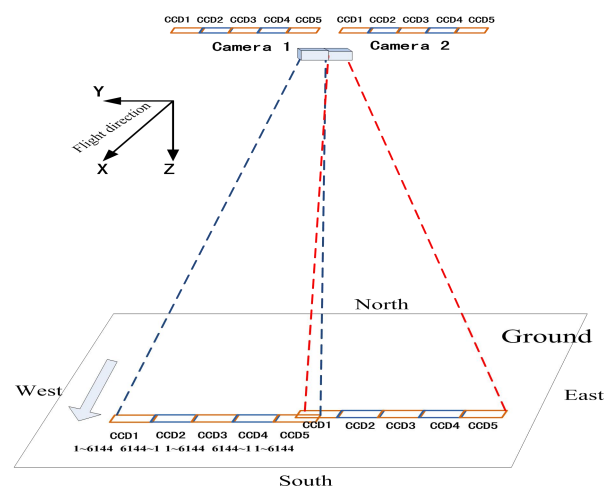 CCD1 CCD2 CCD3 CCD4 CCD5 CCD1 CCD2 CCD3 CCD4 CCD5
Camera 1 Camera 2
Y
Flight direction
X Z
North
Ground
West East
CCD1 CCD2 CCD3 CCD4 CCD5 CCD1 CCD2 CCD3 CCD4 CCD5
1~6144 6144~1 1~6144 6144~1 1~6144
South